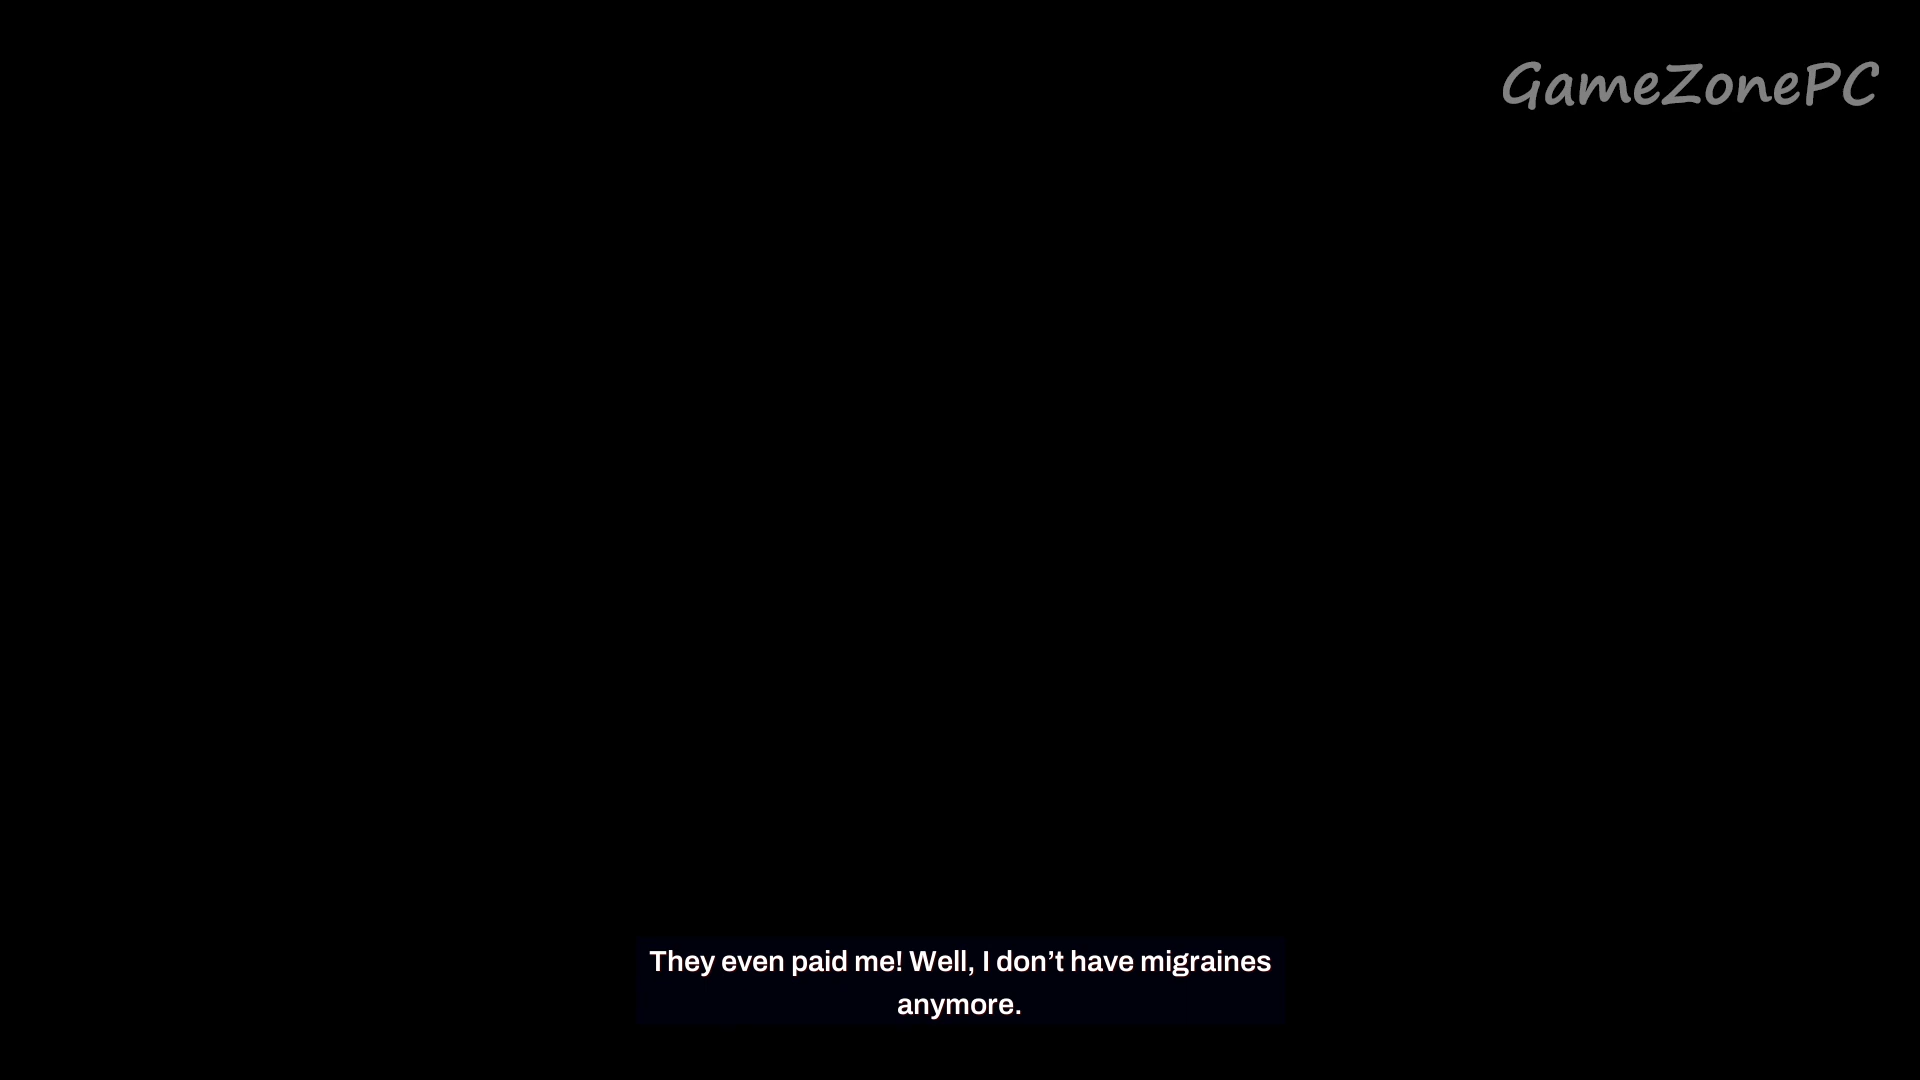 GameZonePC
They even paid me! Well, I don’t have migraines
anymore.